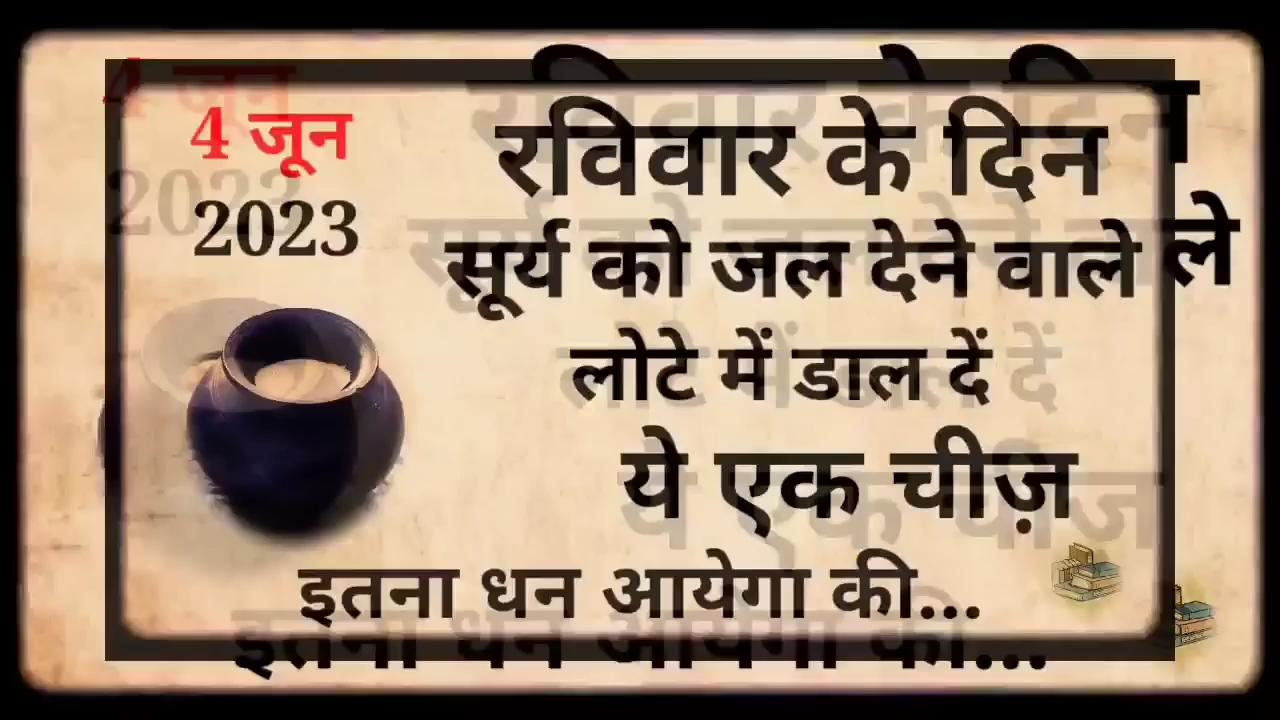 4 जून
2023
रविवार के दिन
सूर्य को जल देने वाले
लोटे में डाल दें
ये एक चीज़
इतना धन आयेगा की...